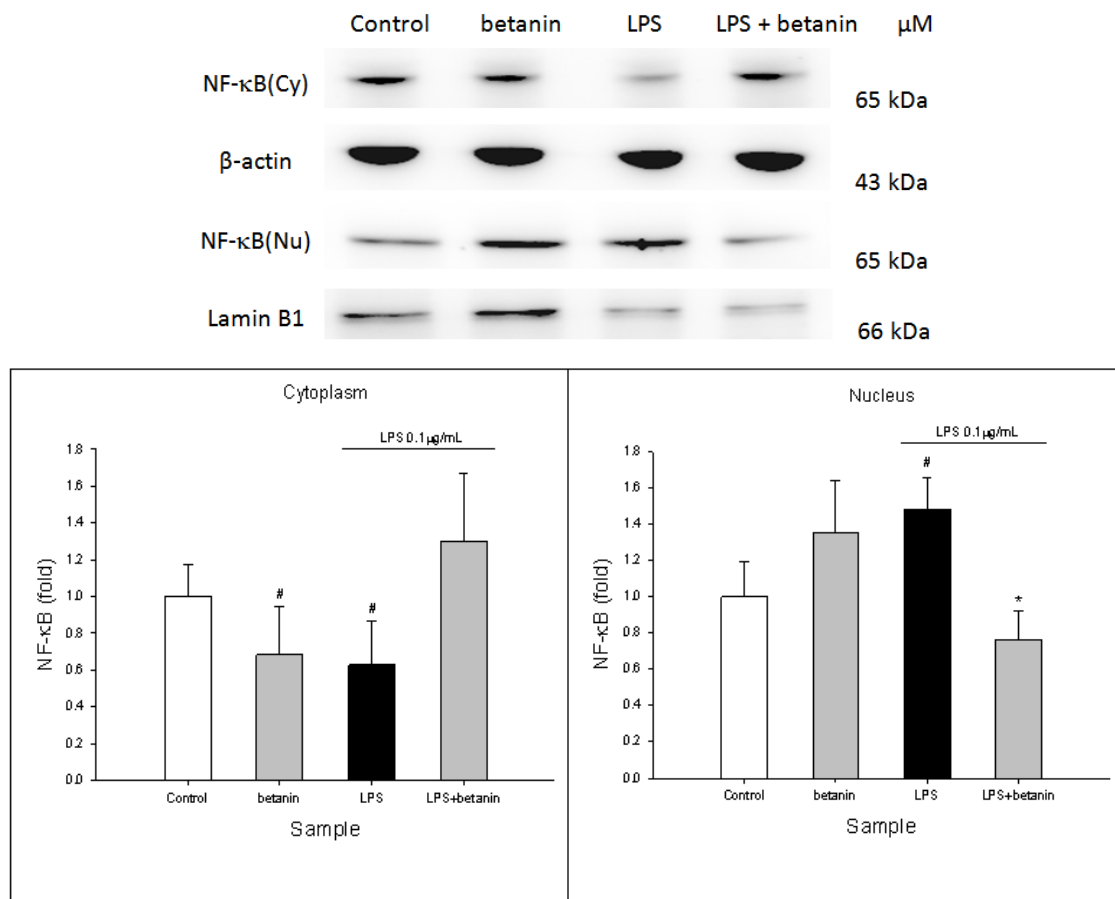 Control betanin LPS LPS + betanin µM
NF-κB(Cy)
65 kDa
β-actin
43 kDa
NF-κB(Nu)
65 kDa
Lamin B1
66 kDa
Cytoplasm
LPS 0.1µg/mL
1.8
1.6
1.4
1.2
1.0
0.8
0.6
0.4
0.2
0.0
NF-κB (fold)
# #
Control betanin LPS LPS+betanin
Sample
Nucleus
LPS 0.1µg/mL
1.8
1.6
1.4
1.2
1.0
0.8
0.6
0.4
0.2
0.0
NF-κB (fold)
#
*
Control betanin LPS LPS+betanin
Sample